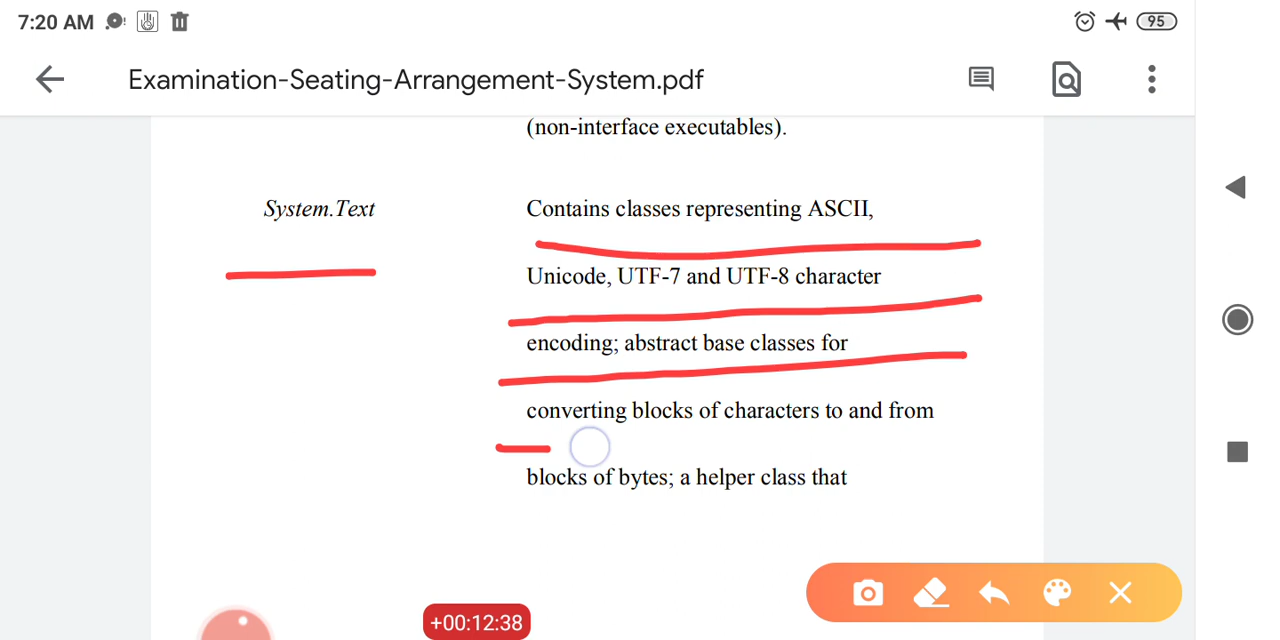 7:20 AM
95
Examination-Seating-Arrangement-System.pdf
(non-interface executables).
System.Text
Contains classes representing ASCII,
Unicode, UTF-7 and UTF-8 character
encoding; abstract base classes for
converting blocks of characters to and from
blocks of bytes; a helper class that
+00:12:38